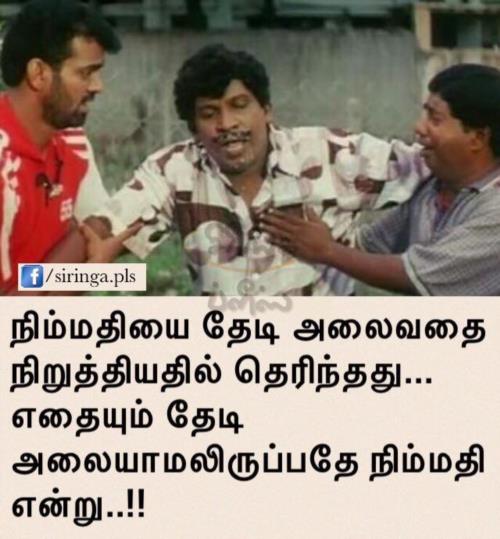 f/siringa.pls
ப்ளீஸ்
நிம்மதியை தேடி அலைவதை
நிறுத்தியதில் தெரிந்தது...
எதையும் தேடி
அலையாமலிருப்பதே நிம்மதி
என்று..!!